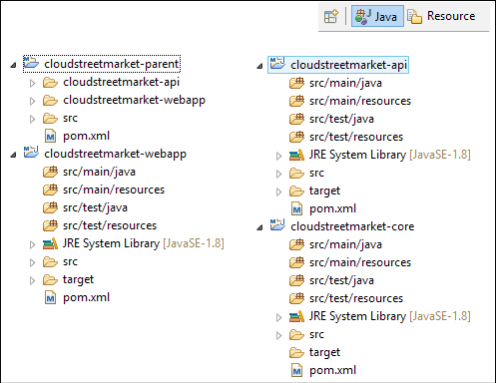 Java Resource
cloudstreetmarket-parent
cloudstreetmarket-api
cloudstreetmarket-webapp
src
pom.xml
cloudstreetmarket-webapp
src/main/java
src/main/resources
src/test/java
src/test/resources
JRE System Library [JavaSE-1.8]
src
target
pom.xml
cloudstreetmarket-api
src/main/java
src/main/resources
src/test/java
src/test/resources
JRE System Library [JavaSE-1.8]
src
target
pom.xml
cloudstreetmarket-core
src/main/java
src/main/resources
src/test/java
src/test/resources
JRE System Library [JavaSE-1.8]
src
target
pom.xml